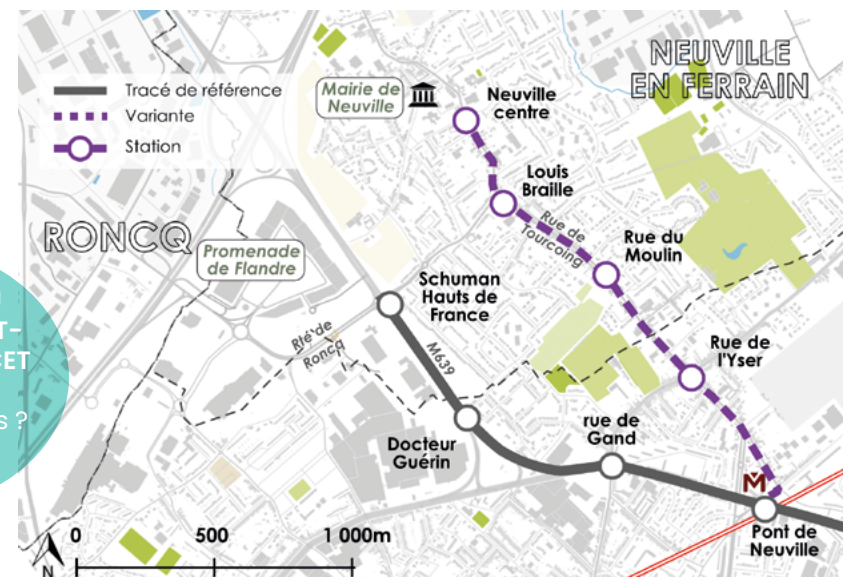 Tracé de référence
Variante
Station
Mairie de
Neuville
NEUVILLE
EN FERRAIN
Neuville
centre
Louis
Braille
Rue de
Tourcoing
Rue du
Moulin
RONCQ
Promenade
de Flandre
Schuman
Hauts de
France
Rte de
Roncq
M639
Rue de
l'Yser
rue de
Gand
Docteur
Guérin
M
Pont de
Neuville
0 500 1 000m
N
T-
CET
s ?